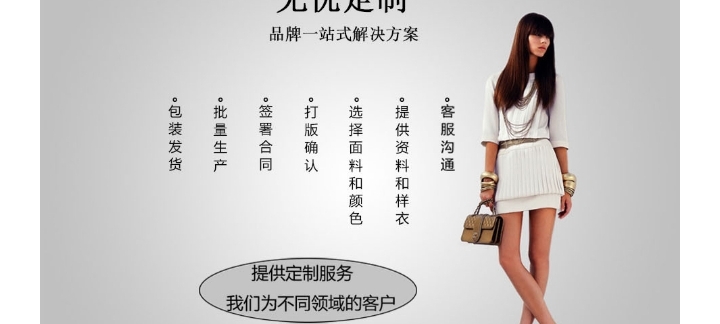 定制
品牌一站式解决方案
客服沟通
提供资料和样衣
选择面料和颜色
打版确认
签署合同
批量生产
包装发货
提供定制服务
我们为不同领域的客户